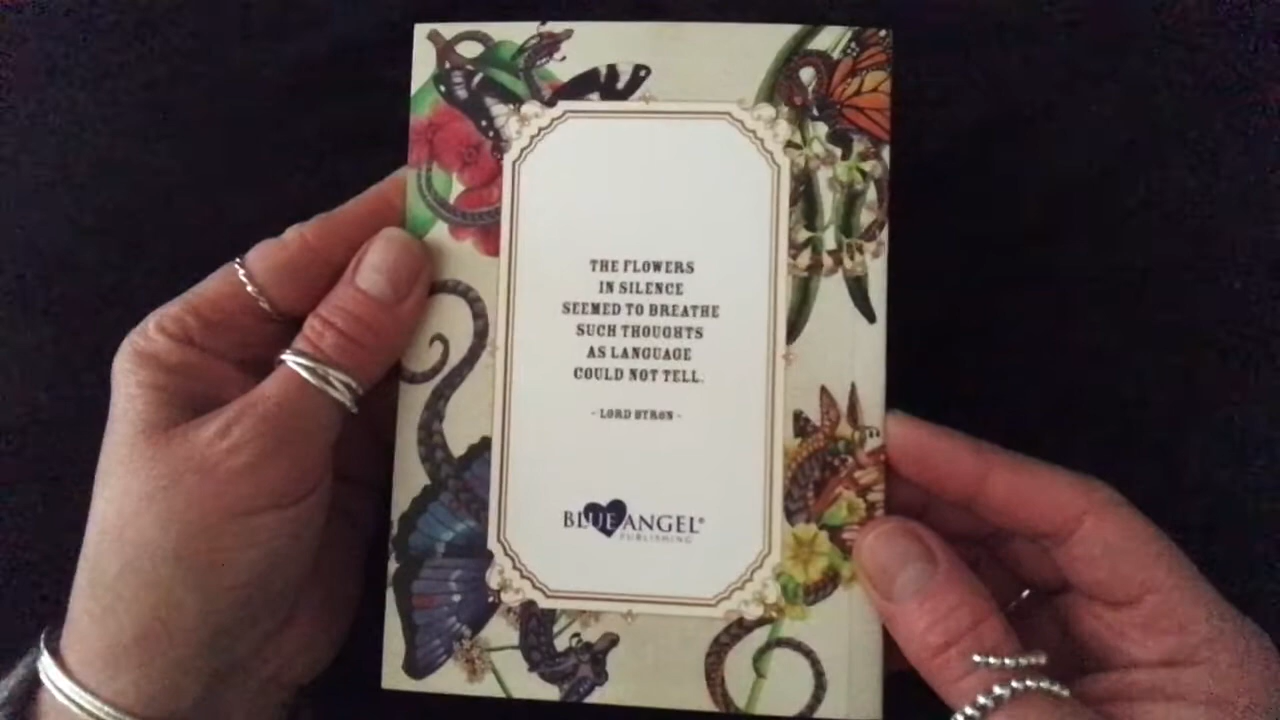 THE FLOWERS
IN SILENCE
SEEMED TO BREATHE
SUCH THOUGHTS
AS LANGUAGE
COULD NOT TELL.
- LORD BYRON -
BLUE ANGEL®
PUBLISHING